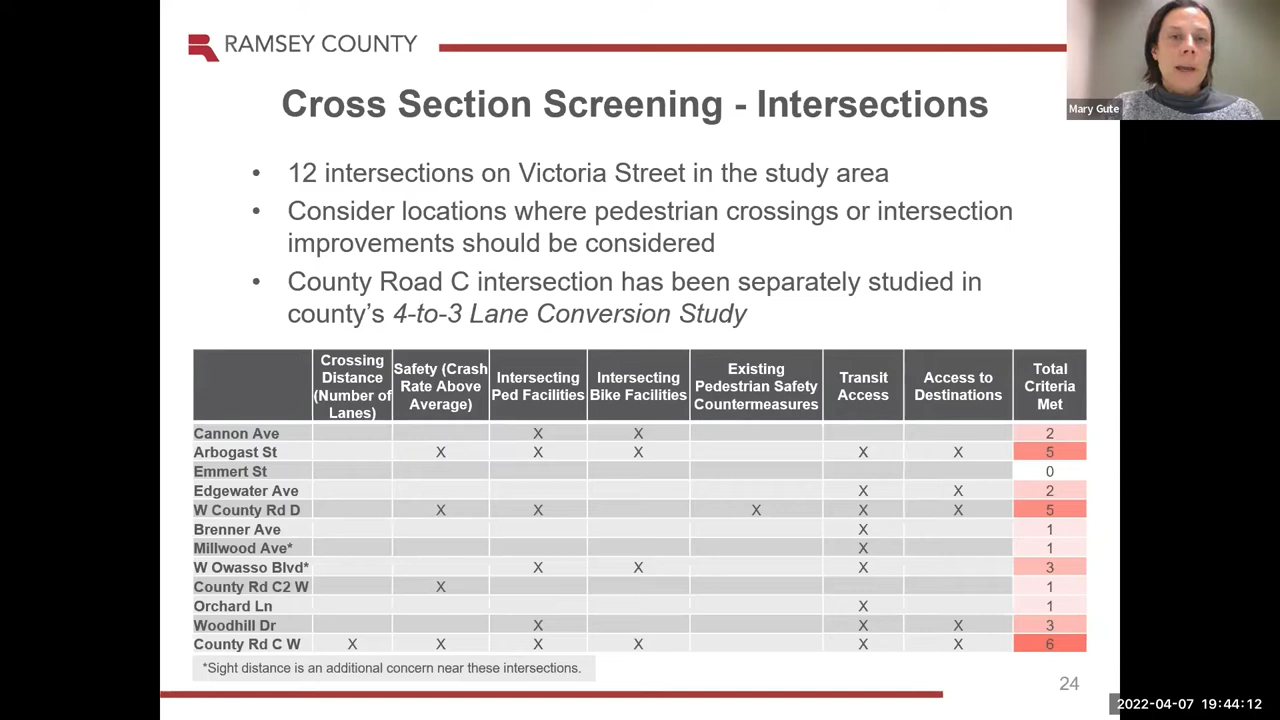 RAMSEY COUNTY
Mary Gute
Cross Section Screening - Intersections
• 12 intersections on Victoria Street in the study area
• Consider locations where pedestrian crossings or intersection
improvements should be considered
• County Road C intersection has been separately studied in
county's 4-to-3 Lane Conversion Study
Crossing Distance (Number of Lanes) Safety (Crash Rate Above Average) Intersecting Ped Facilities Intersecting Bike Facilities Existing Pedestrian Safety Countermeasures Transit Access Access to Destinations Total Criteria Met
Cannon Ave X X 2
Arbogast St X X X X X 5
Emmert St 0
Edgewater Ave X X 2
W County Rd D X X X X X 5
Brenner Ave X 1
Millwood Ave* X 1
W Owasso Blvd* X X X 3
County Rd C2 W X 1
Orchard Ln X 1
Woodhill Dr X X X 3
County Rd C W X X X X X X 6
*Sight distance is an additional concern near these intersections.
24
2022-04-07 19:44:12